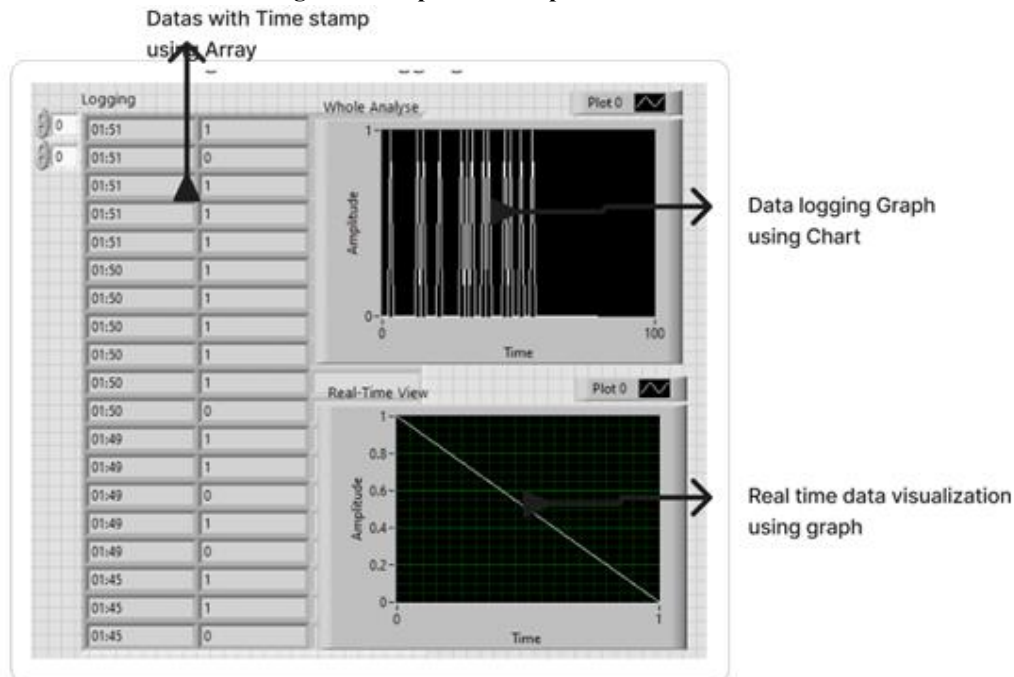 Datas with Time stamp
using Array
Logging
0
0
01:51 1
01:51 0
01:51 1
01:51 1
01:51 1
01:50 1
01:50 1
01:50 1
01:50 1
01:50 1
01:50 0
01:49 1
01:49 1
01:49 0
01:49 1
01:49 0
01:45 1
01:45 1
01:45 0
Whole Analyse
Plot 0
1
Amplitude
0
0
100
Time
Data logging Graph
using Chart
Real-Time View
Plot 0
1
0.8
0.6
Amplitude
0.4
0.2
0
0
1
Time
Real time data visualization
using graph